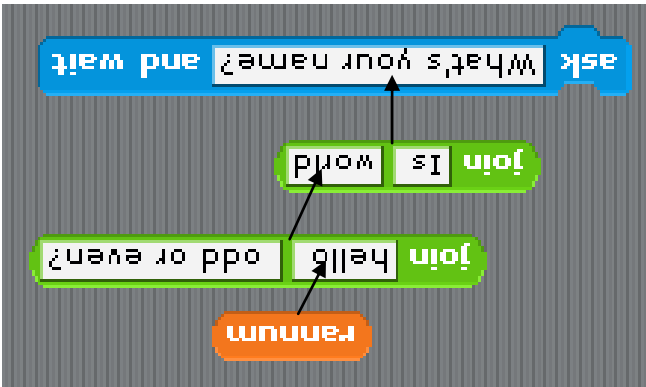 rannum
join hello odd or even?
join Is world
ask What's your name? and wait